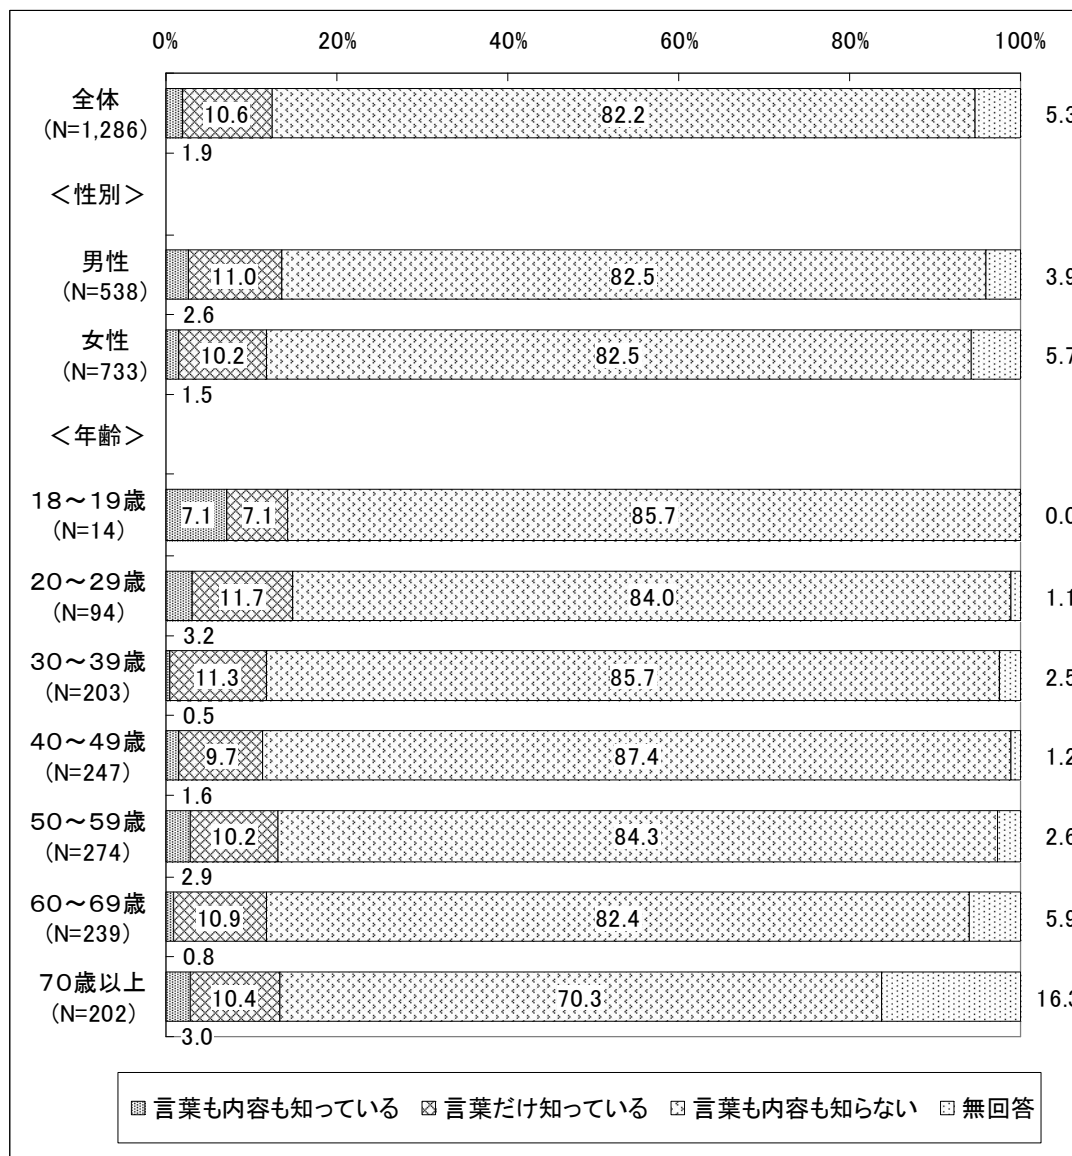 0% 20% 40% 60% 80% 100%
全体
(N=1,286)
10.6 82.2 5.3
1.9
＜性別＞
男性
(N=538)
11.0 82.5 3.9
2.6
女性
(N=733)
10.2 82.5 5.7
1.5
＜年齢＞
18～19歳
(N=14)
7.1 7.1 85.7 0.0
20～29歳
(N=94)
11.7 84.0 1.1
3.2
30～39歳
(N=203)
11.3 85.7 2.5
0.5
40～49歳
(N=247)
9.7 87.4 1.2
1.6
50～59歳
(N=274)
10.2 84.3 2.6
2.9
60～69歳
(N=239)
10.9 82.4 5.9
0.8
70歳以上
(N=202)
10.4 70.3 16.3
3.0
言葉も内容も知っている 言葉だけ知っている 言葉も内容も知らない 無回答